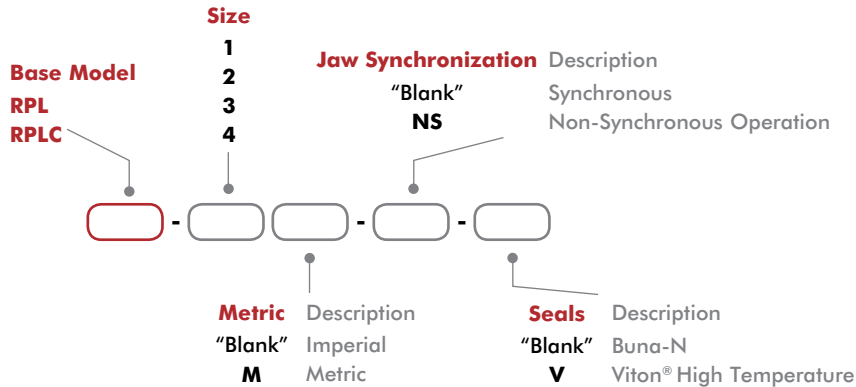 Size
1
2
3
4
Base Model
RPL
RPLC
Jaw Synchronization Description
"Blank" Synchronous
NS Non-Synchronous Operation
- - -
Metric Description
"Blank" Imperial
M Metric
Seals Description
"Blank" Buna-N
V Viton® High Temperature